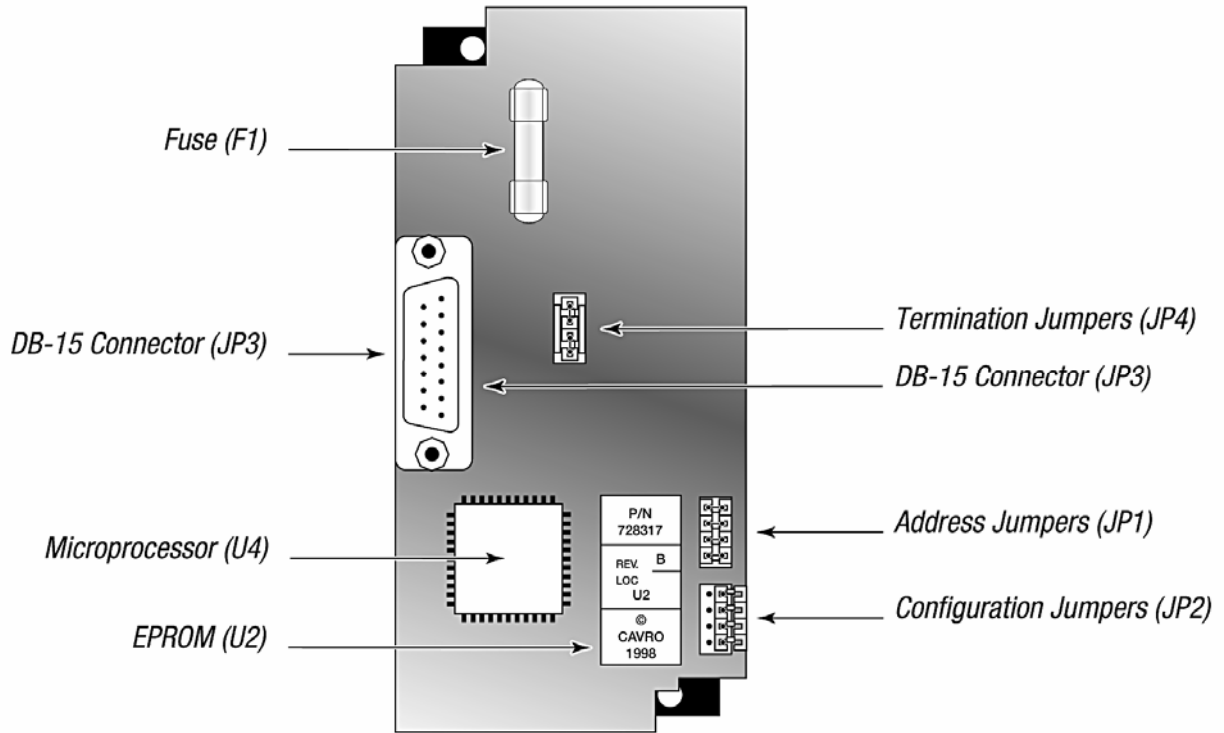 Fuse (F1)
DB-15 Connector (JP3)
Microprocessor (U4)
EPROM (U2)
P/N
728317
REV. B
LOC
U2
©
CAVRO
1998
Termination Jumpers (JP4)
DB-15 Connector (JP3)
Address Jumpers (JP1)
Configuration Jumpers (JP2)